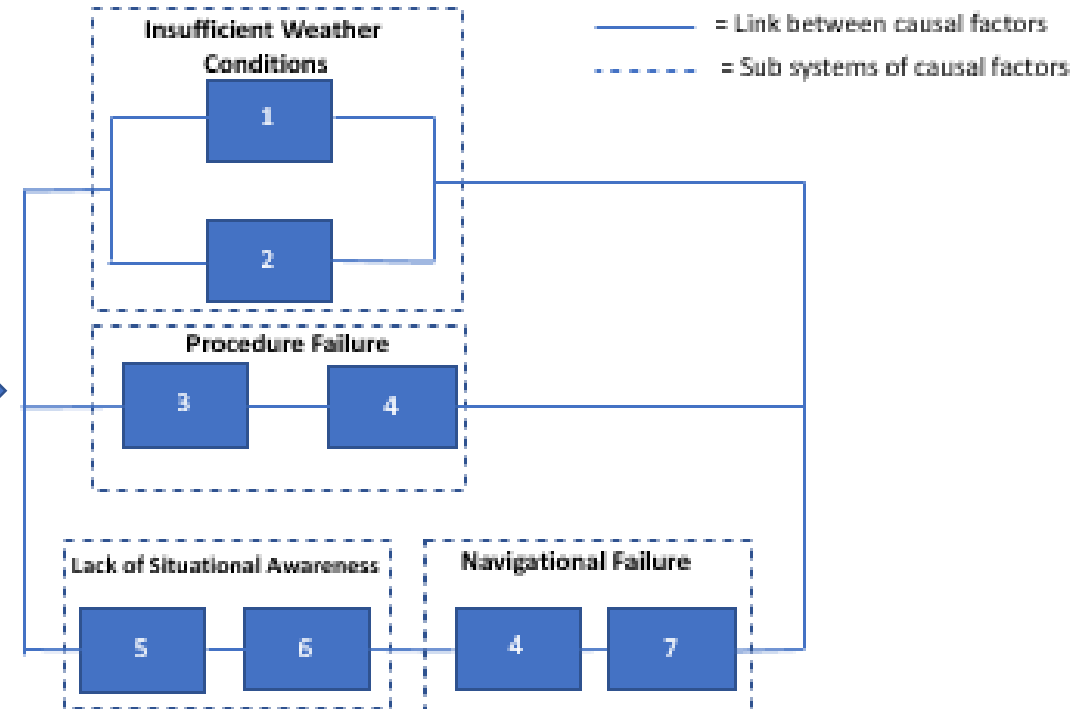 Insufficient Weather
Conditions
= Link between causal factors
= Sub systems of causal factors
1
2
Procedure Failure
3
4
Lack of Situational Awareness
Navigational Failure
5
6
4
7